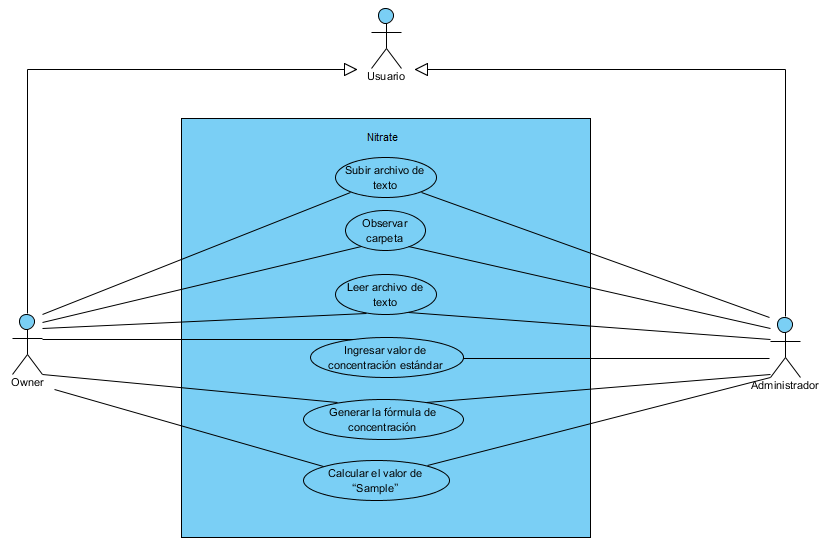 Usuario
Nitrate
Subir archivo de
texto
Observar
carpeta
Leer archivo de
texto
Ingresar valor de
concentración estándar
Owner
Administrador
Generar la fórmula de
concentración
Calcular el valor de
“Sample”